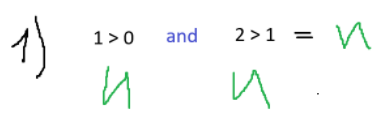 1) 1 > 0 and 2 > 1 = И
И И